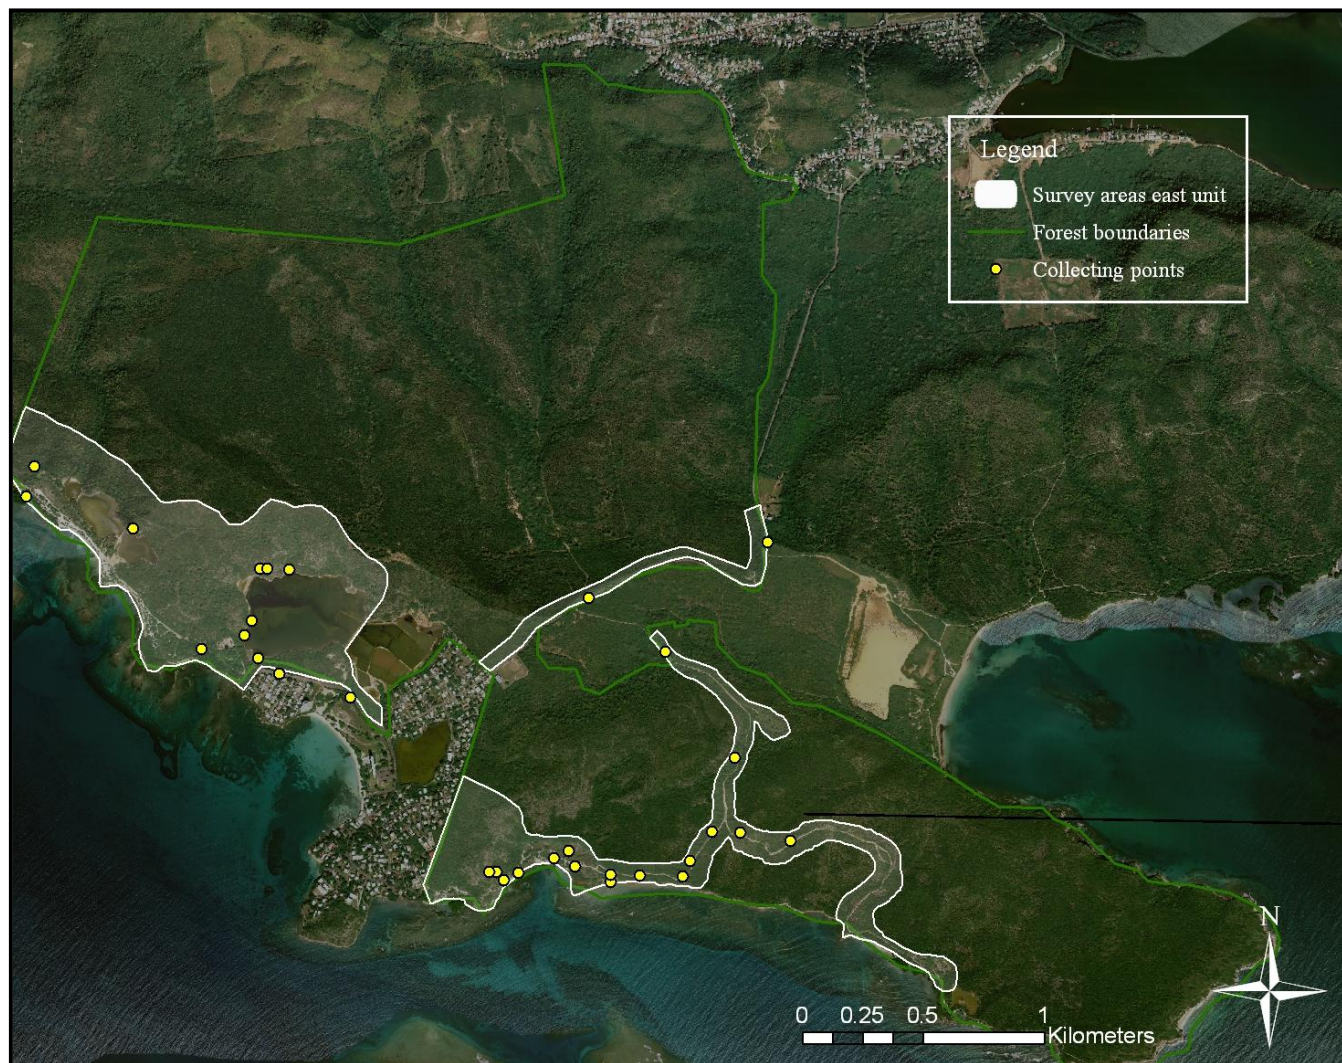 Legend
Survey areas east unit
Forest boundaries
Collecting points
N
0 0.25 0.5 1
Kilometers